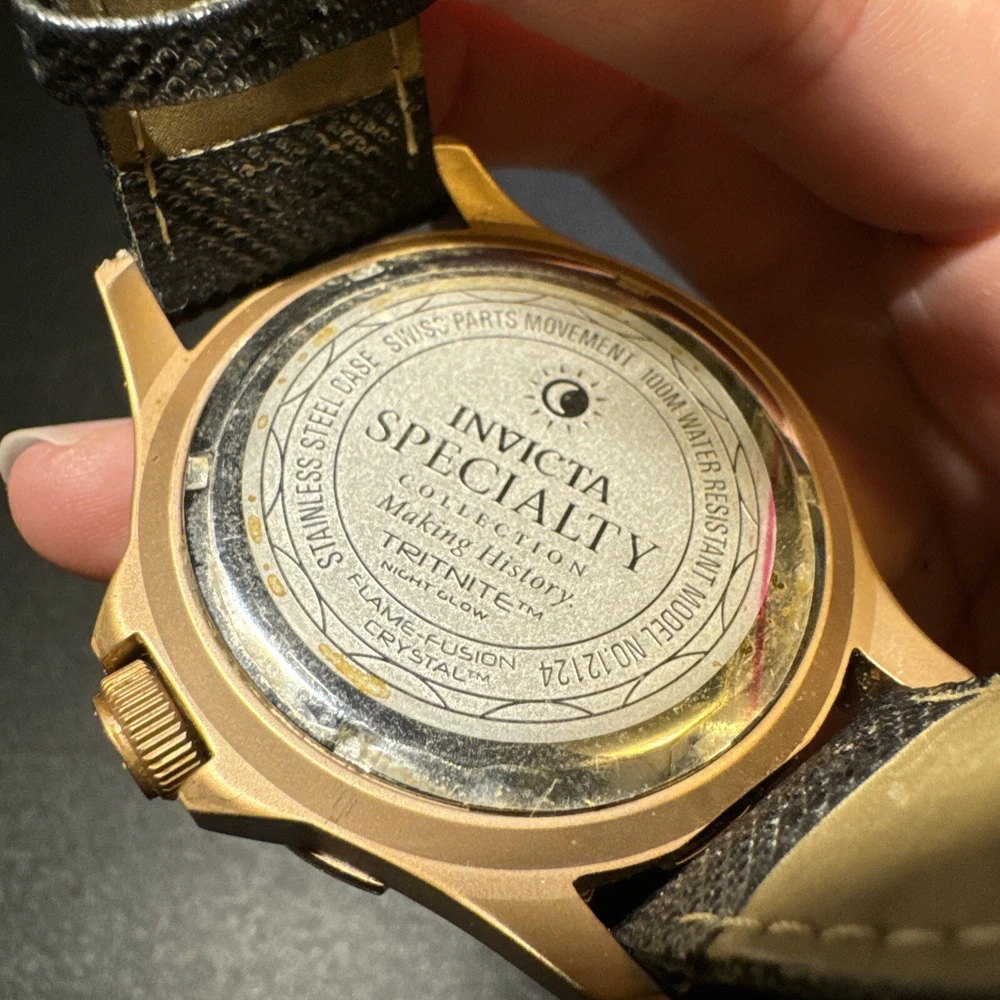 INVICTA
SPECIALTY
COLLECTION
Making History.
TRITNITE™
NIGHT GLOW
FLAME-FUSION
CRYSTAL™
STAINLESS STEEL CASE SWISS PARTS MOVEMENT 100M WATER RESISTANT MODEL NO.12124